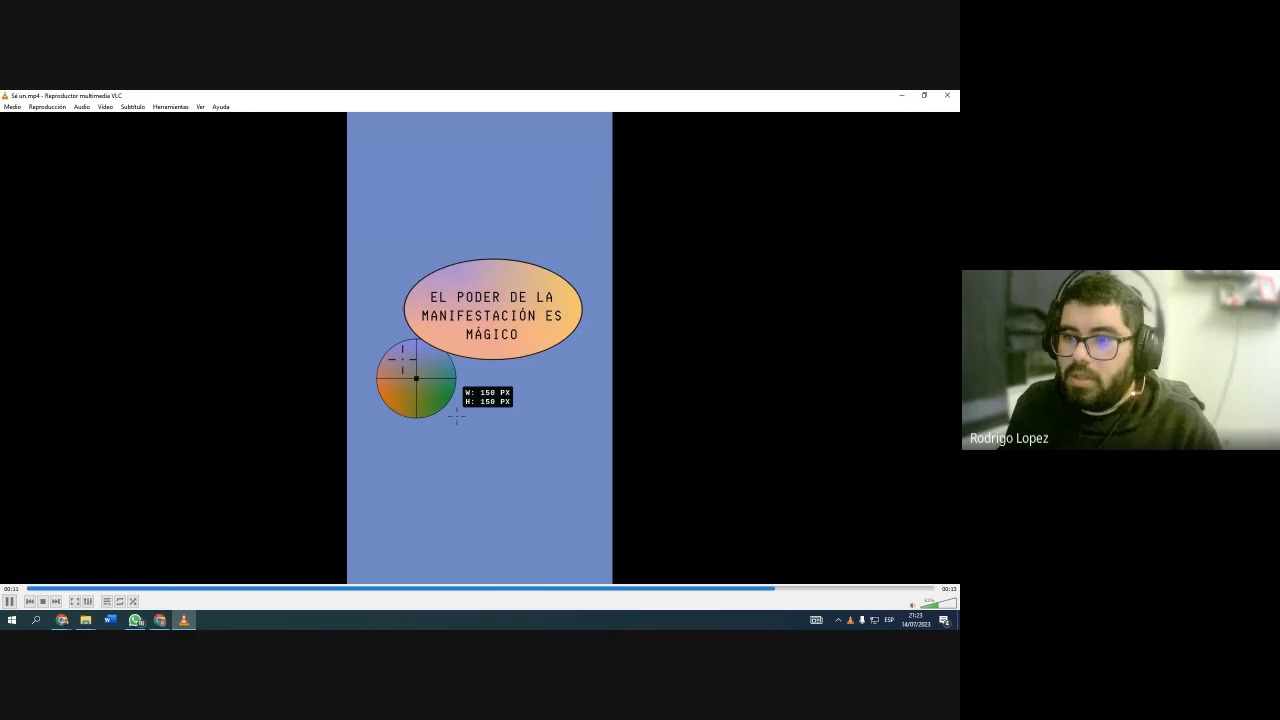 Sé un.mp4 - Reproductor multimedia VLC
Medio Reproducción Audio Vídeo Subtítulo Herramientas Ver Ayuda
EL PODER DE LA
MANIFESTACIÓN ES
MÁGICO
W: 150 PX
H: 150 PX
Rodrigo Lopez
00:11
00:13
81%
ESP
21:23
14/07/2023